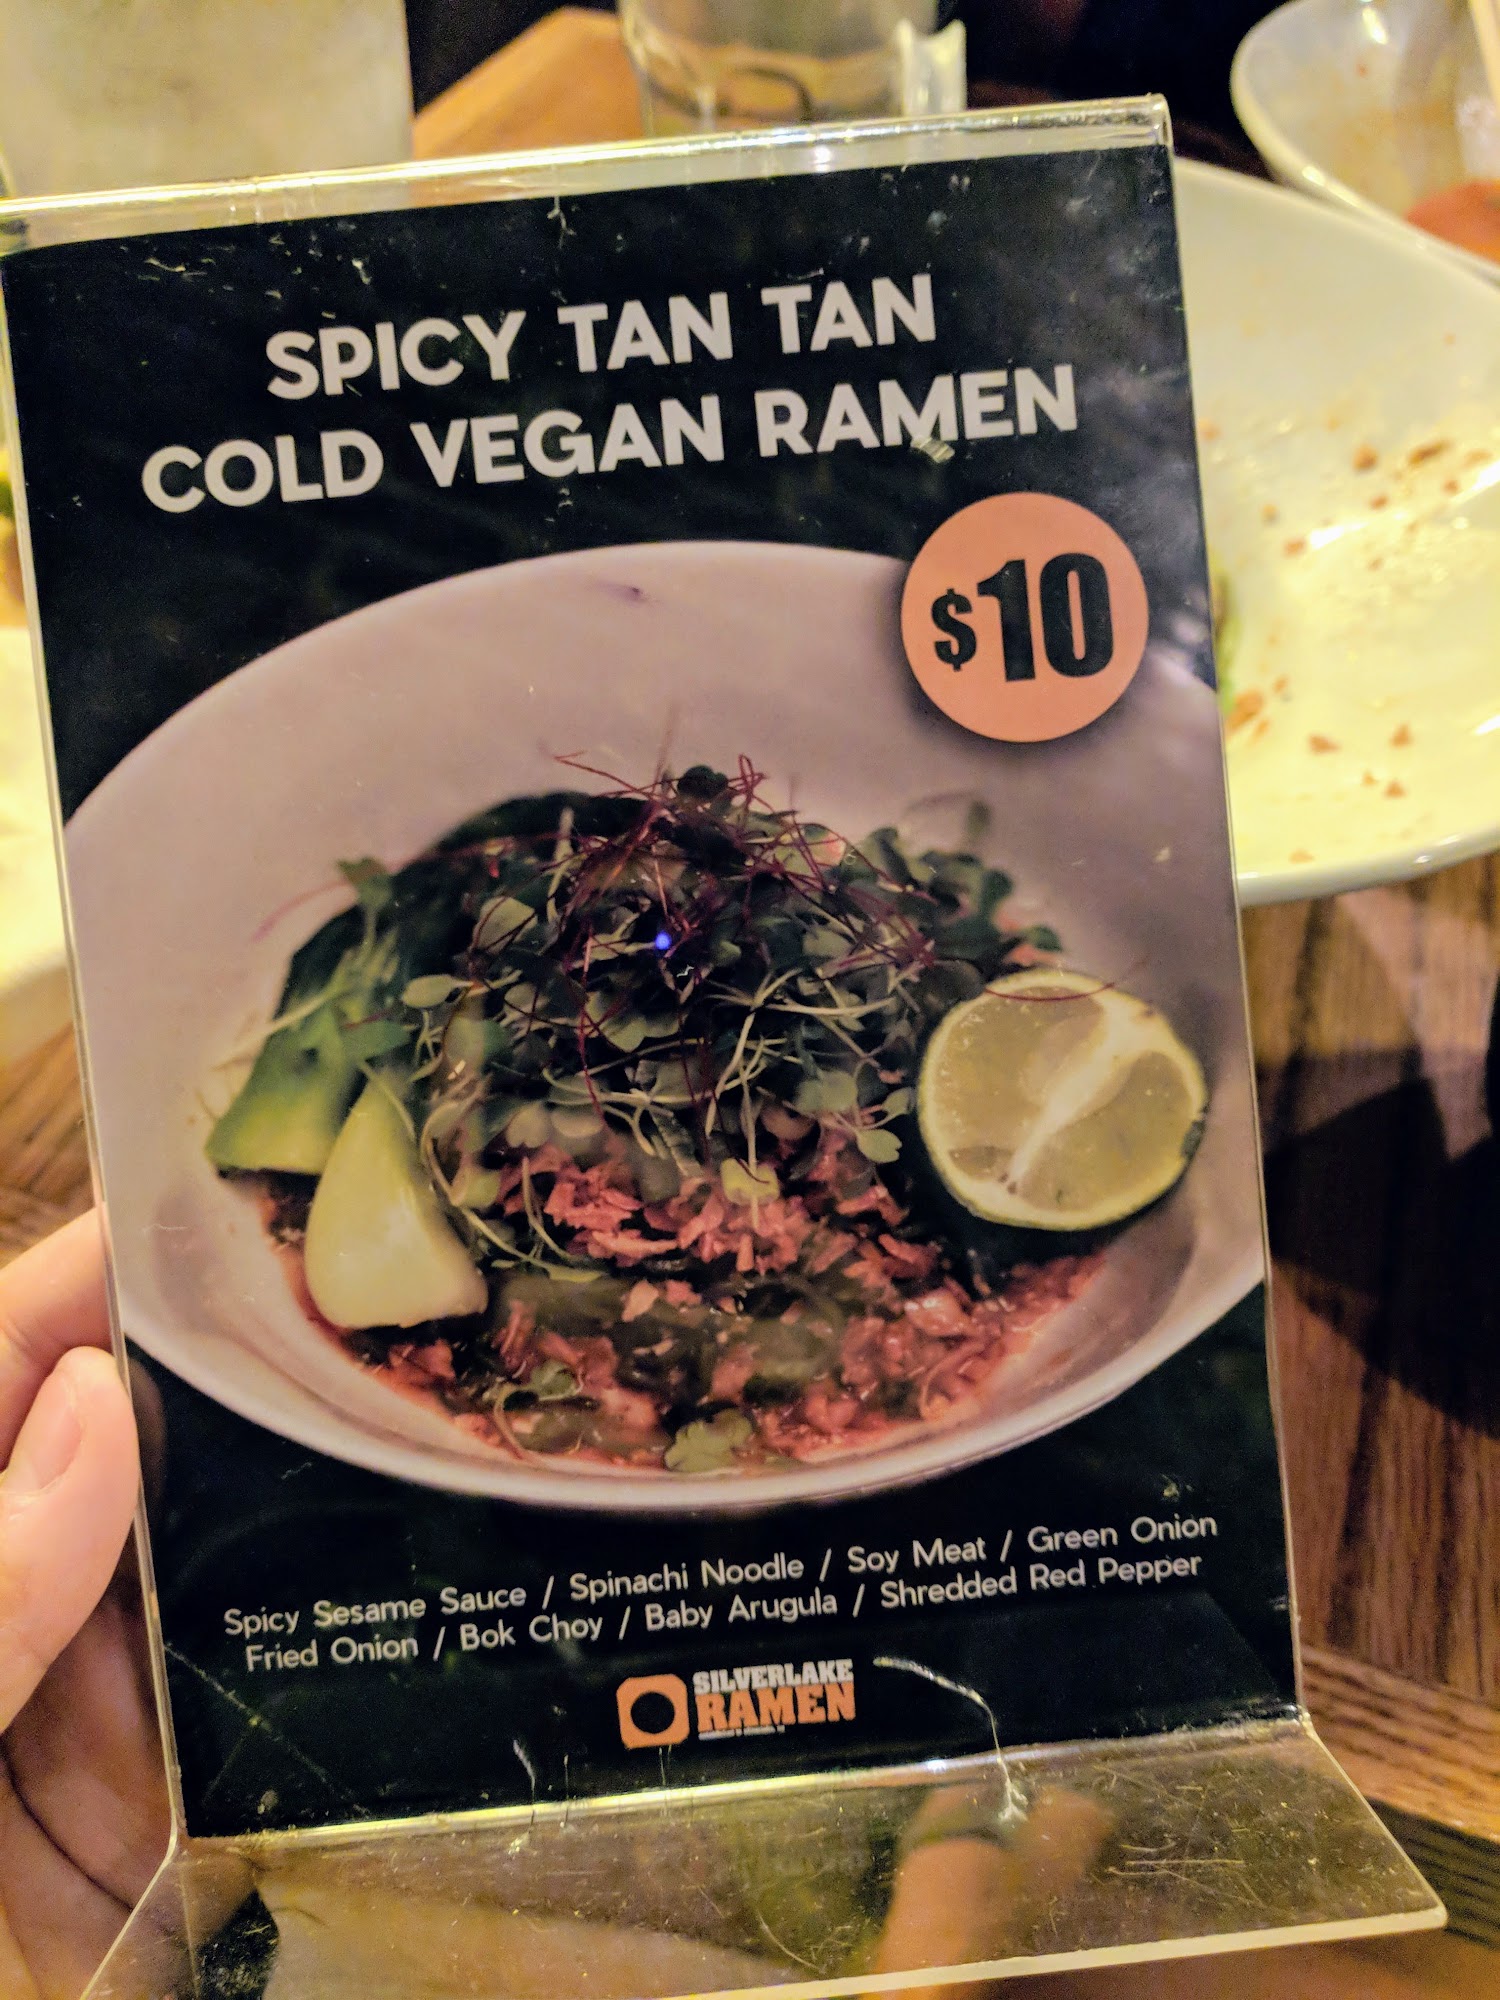 SPICY TAN TAN
COLD VEGAN RAMEN
$10
Spicy Sesame Sauce / Spinachi Noodle / Soy Meat / Green Onion
Fried Onion / Bok Choy / Baby Arugula / Shredded Red Pepper
SILVERLAKE
RAMEN